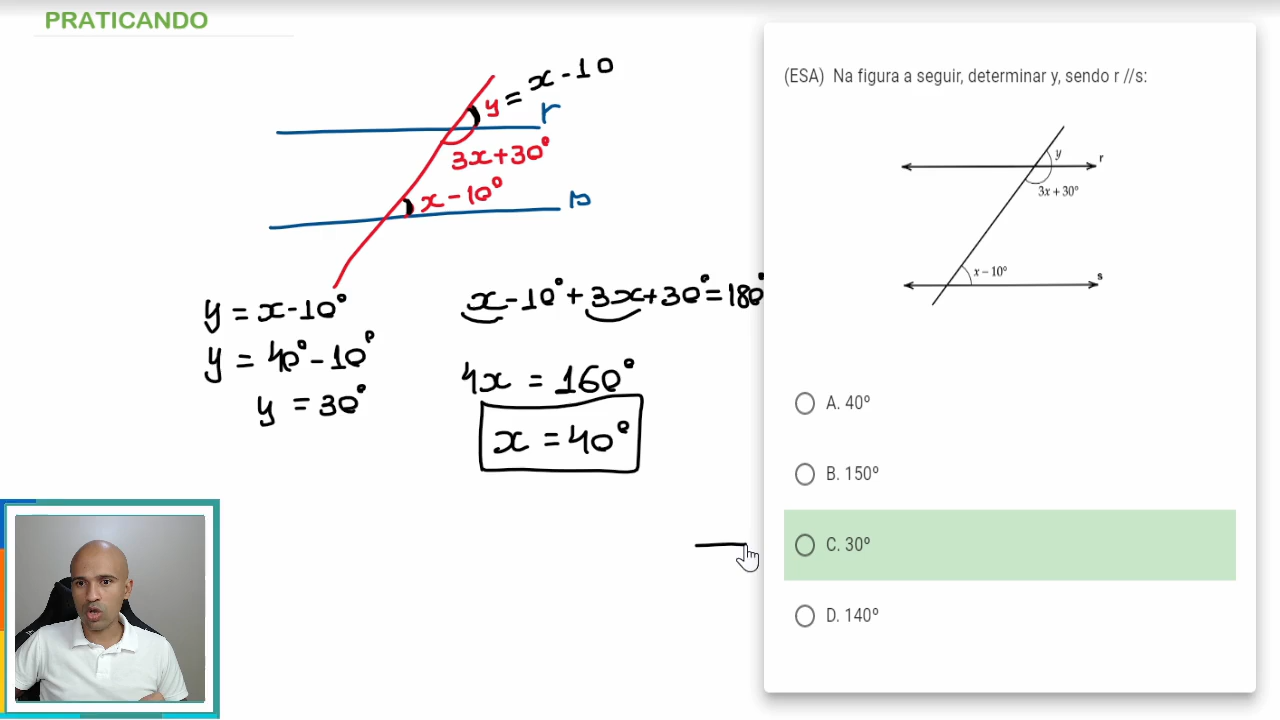 PRATICANDO
y = x - 10
r
3x + 30°
x - 10°
s
y = x - 10°
y = 40° - 10°
y = 30°
x - 10° + 3x + 30° = 180°
4x = 160°
x = 40°
(ESA) Na figura a seguir, determinar y, sendo r //s:
y
r
3x + 30°
x – 10°
s
A. 40º
B. 150º
C. 30º
D. 140º